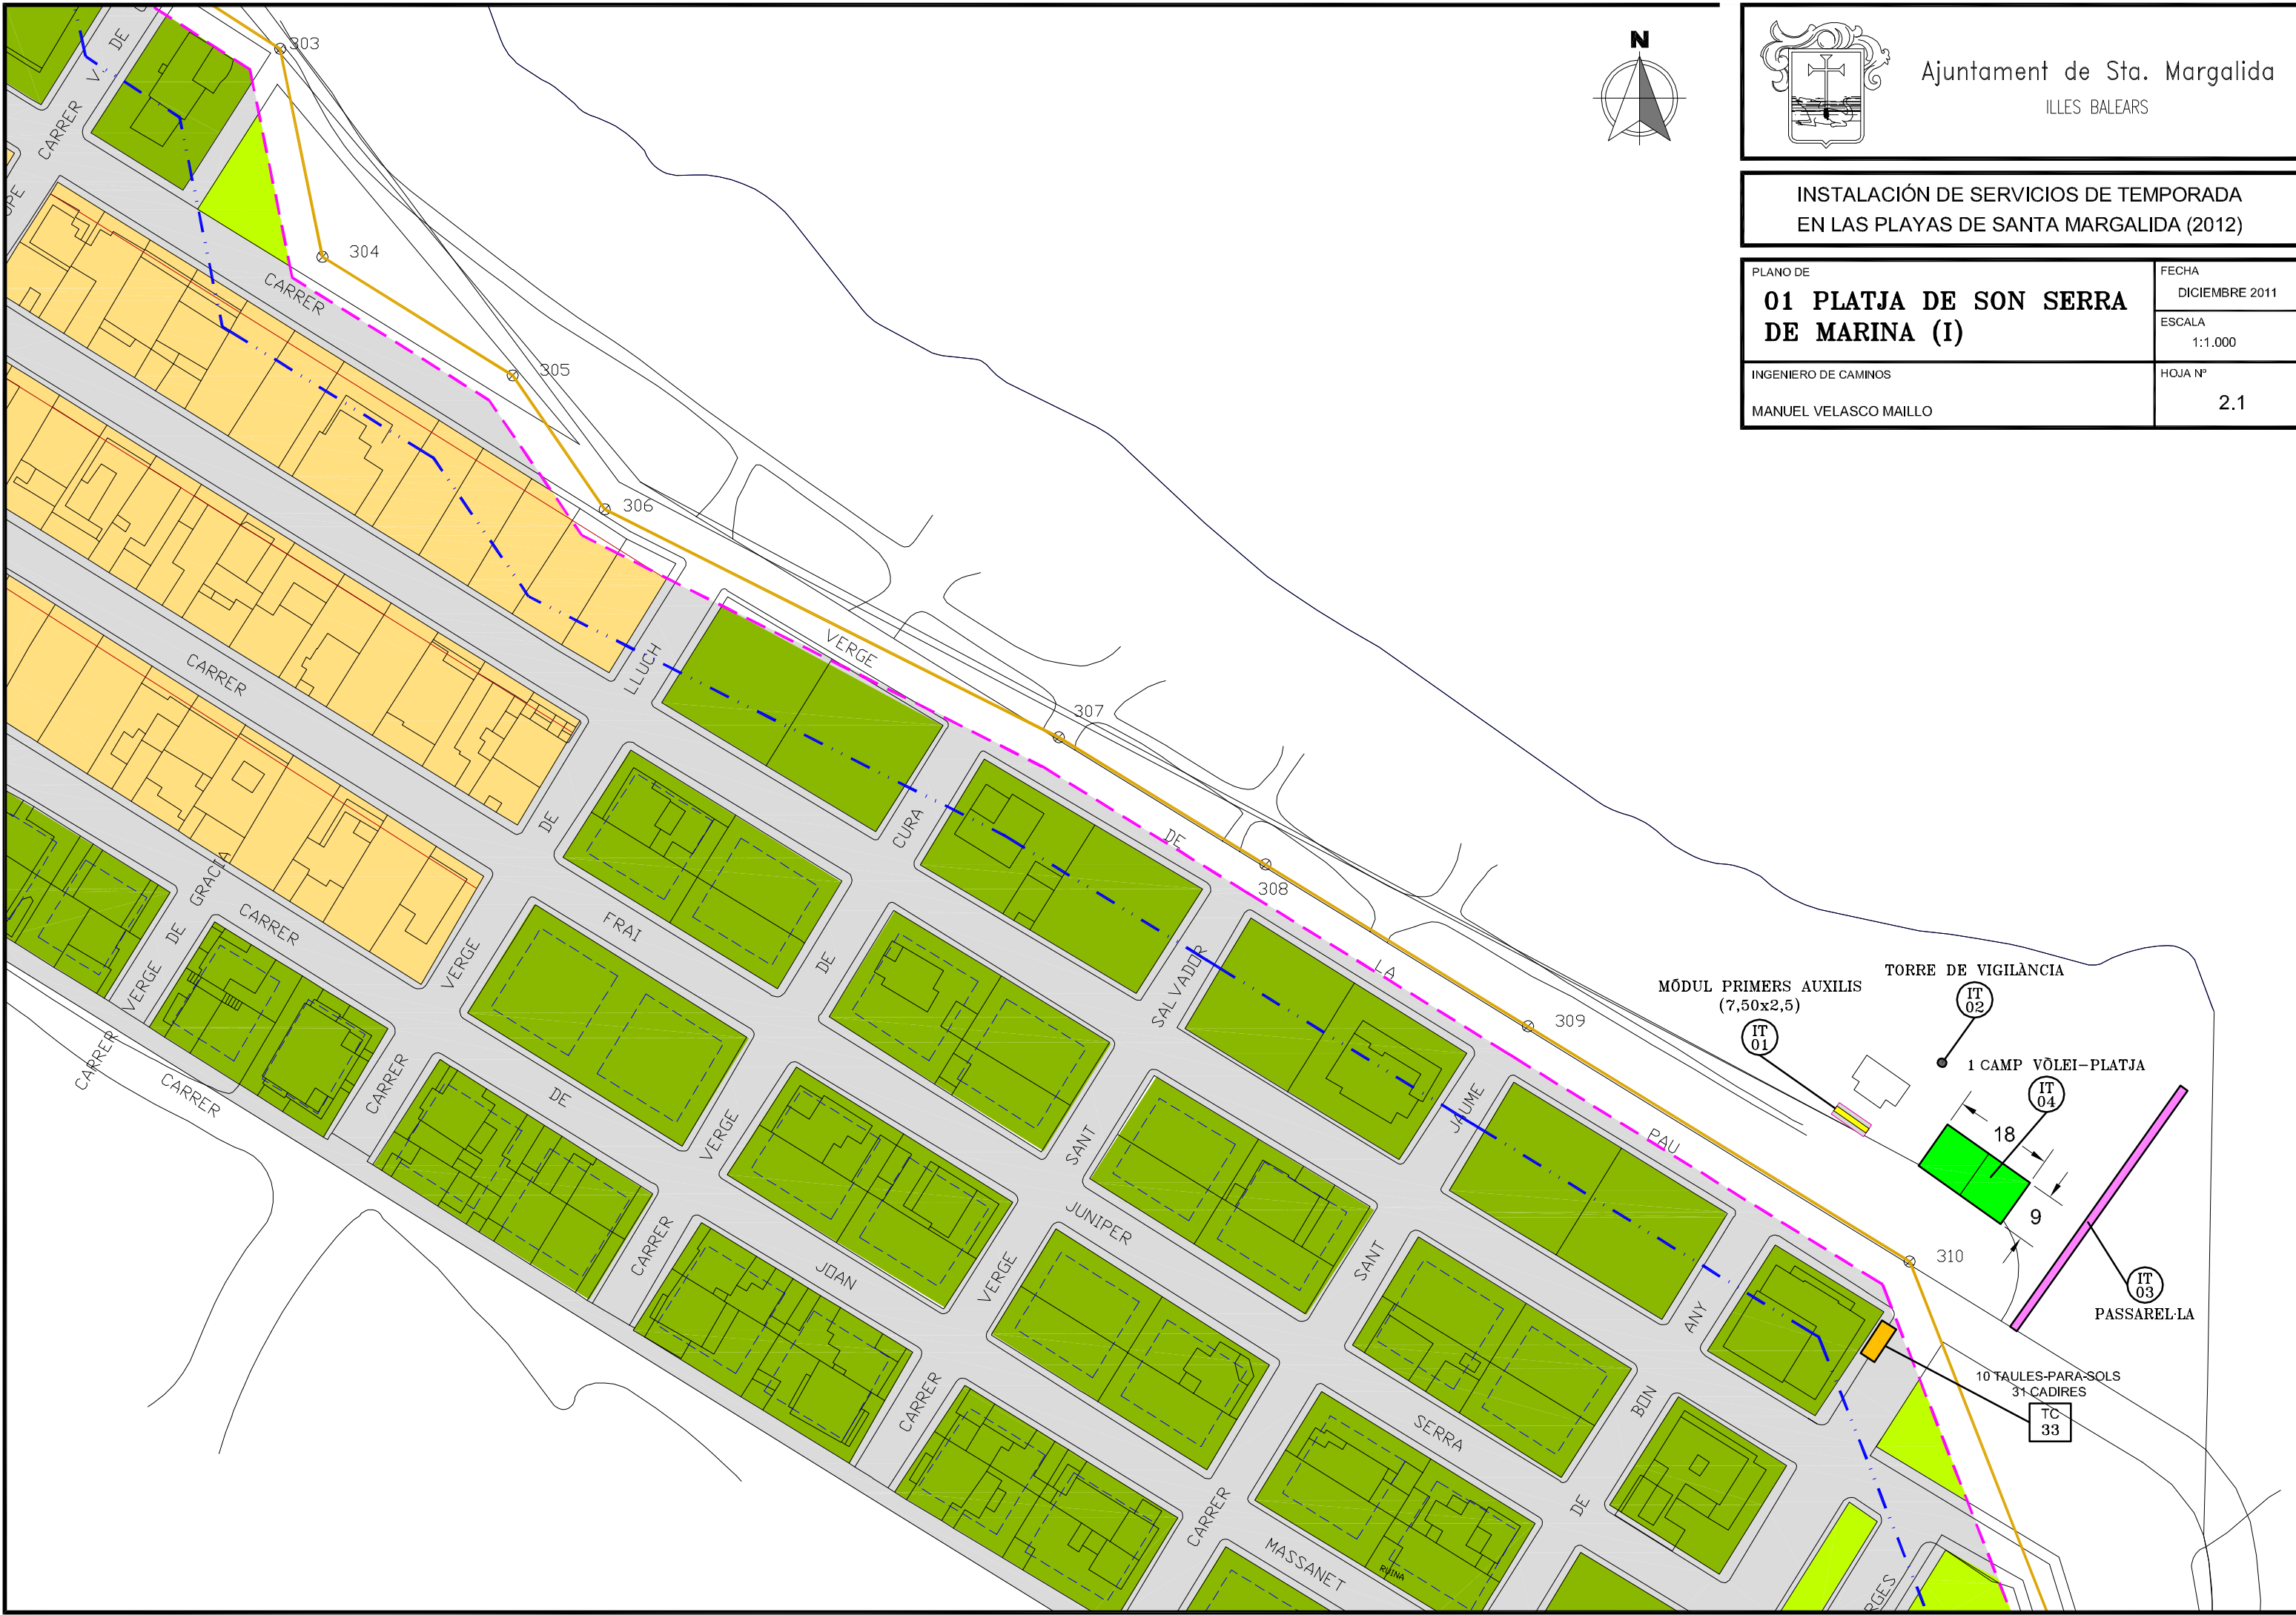 Ajuntament de Sta. Margalida
ILLES BALEARS
INSTALACIÓN DE SERVICIOS DE TEMPORADA
EN LAS PLAYAS DE SANTA MARGALIDA (2012)
PLANO DE
01 PLATJA DE SON SERRA
DE MARINA (I)
FECHA
DICIEMBRE 2011
ESCALA
1:1.000
INGENIERO DE CAMINOS
MANUEL VELASCO MAILLO
HOJA Nº
2.1
N
303
304
305
306
307
308
309
310
CARRER
V. DE
CARRER
VERGE
DE
LA
PAU
LLUCH
DE
VERGE
CARRER
CURA
DE
VERGE
CARRER
SALVADOR
SANT
VERGE
CARRER
JAUME
SANT
CARRER
ANY
BON
DE
CARRER
FRAI
JUNIPER
SERRA
CARRER
DE
JOAN
MASSANET
GRACIA
DE
VERGE
CARRER
CARRER
RUINA
MÒDUL PRIMERS AUXILIS
(7,50x2,5)
IT
01
TORRE DE VIGILÀNCIA
IT
02
1 CAMP VÒLEI-PLATJA
IT
04
18
9
IT
03
PASSAREL·LA
10 TAULES-PARA-SOLS
31 CADIRES
TC
33